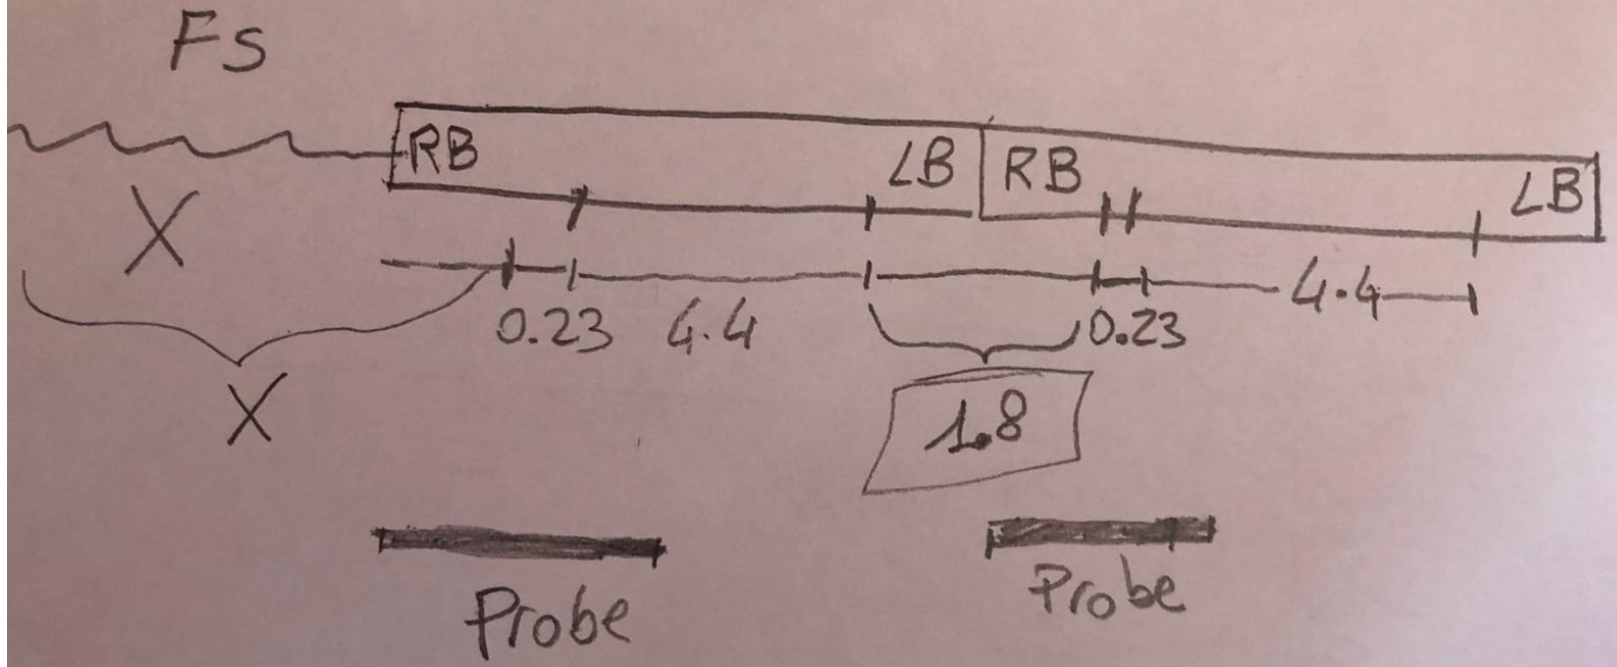 FS
RB LB RB LB
X
0.23 4.4 0.23 4.4
X
1.8
Probe Probe